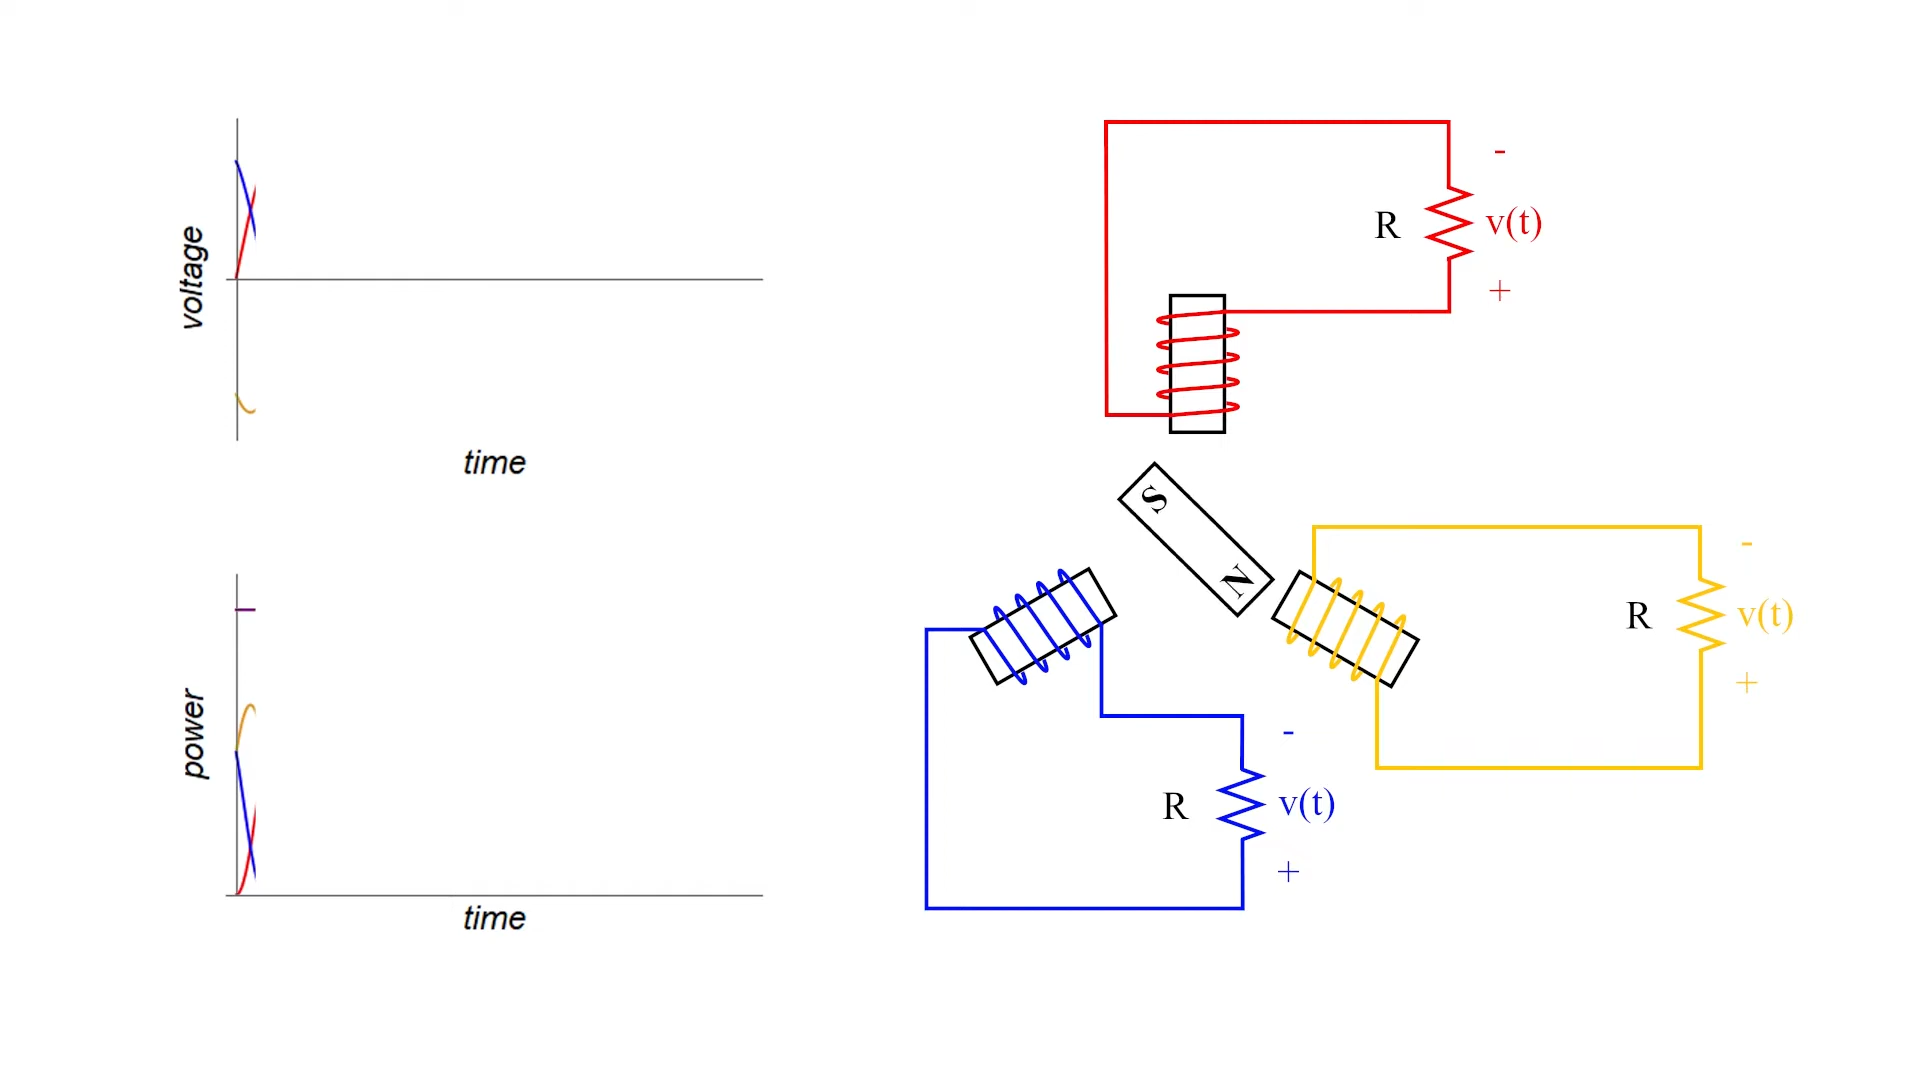 voltage
time
power
time
-
R
v(t)
+
S
N
-
R
v(t)
+
-
R
v(t)
+